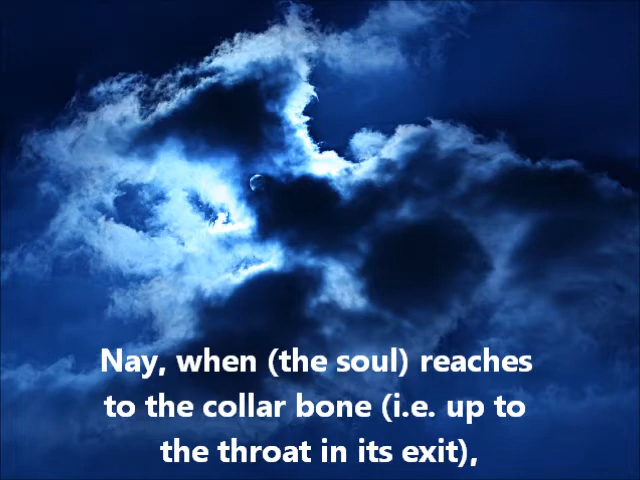 Nay, when (the soul) reaches
to the collar bone (i.e. up to
the throat in its exit),